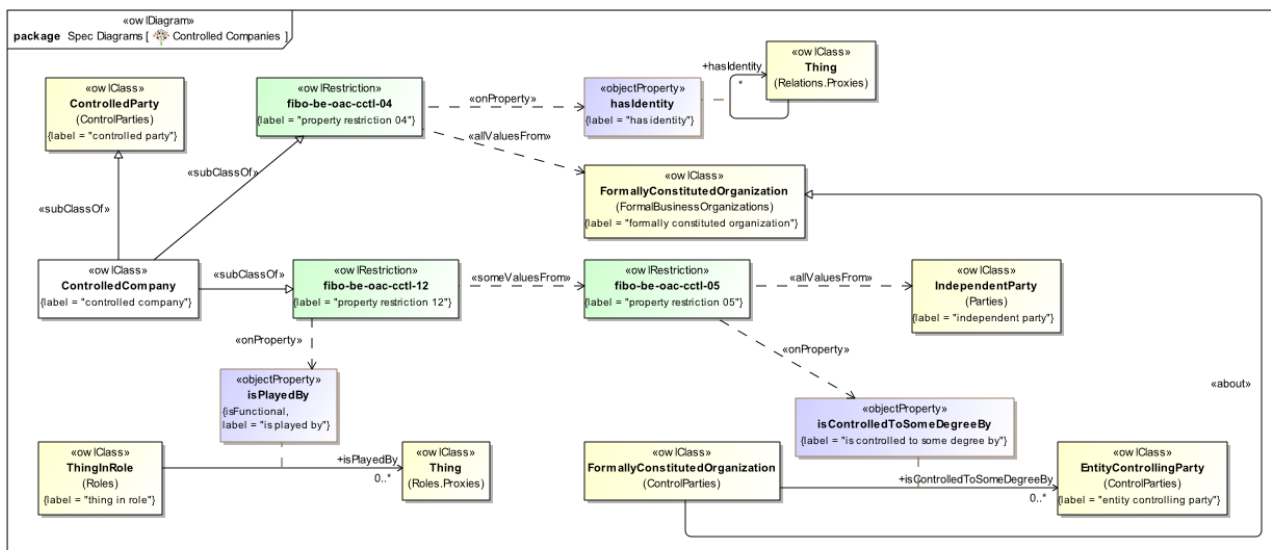 «owlDiagram»
package Spec Diagrams [ Controlled Companies ]
«owlClass»
ControlledParty
(ControlParties)
{label = "controlled party"}
«owlRestriction»
fibo-be-oac-cctl-04
{label = "property restriction 04"}
«onProperty»
«objectProperty»
hasIdentity
{label = "has identity"}
+hasIdentity
*
«owlClass»
Thing
(Relations.Proxies)
«allValuesFrom»
«subClassOf»
«subClassOf»
«owlClass»
FormallyConstitutedOrganization
(FormalBusinessOrganizations)
{label = "formally constituted organization"}
«owlClass»
ControlledCompany
{label = "controlled company"}
«subClassOf»
«owlRestriction»
fibo-be-oac-cctl-12
{label = "property restriction 12"}
«someValuesFrom»
«owlRestriction»
fibo-be-oac-cctl-05
{label = "property restriction 05"}
«allValuesFrom»
«owlClass»
IndependentParty
(Parties)
{label = "independent party"}
«onProperty»
«onProperty»
«objectProperty»
isPlayedBy
{isFunctional,
label = "is played by"}
«about»
«objectProperty»
isControlledToSomeDegreeBy
{label = "is controlled to some degree by"}
«owlClass»
ThingInRole
(Roles)
{label = "thing in role"}
+isPlayedBy
0..*
«owlClass»
Thing
(Roles.Proxies)
«owlClass»
FormallyConstitutedOrganization
(ControlParties)
+isControlledToSomeDegreeBy
0..*
«owlClass»
EntityControllingParty
(ControlParties)
{label = "entity controlling party"}